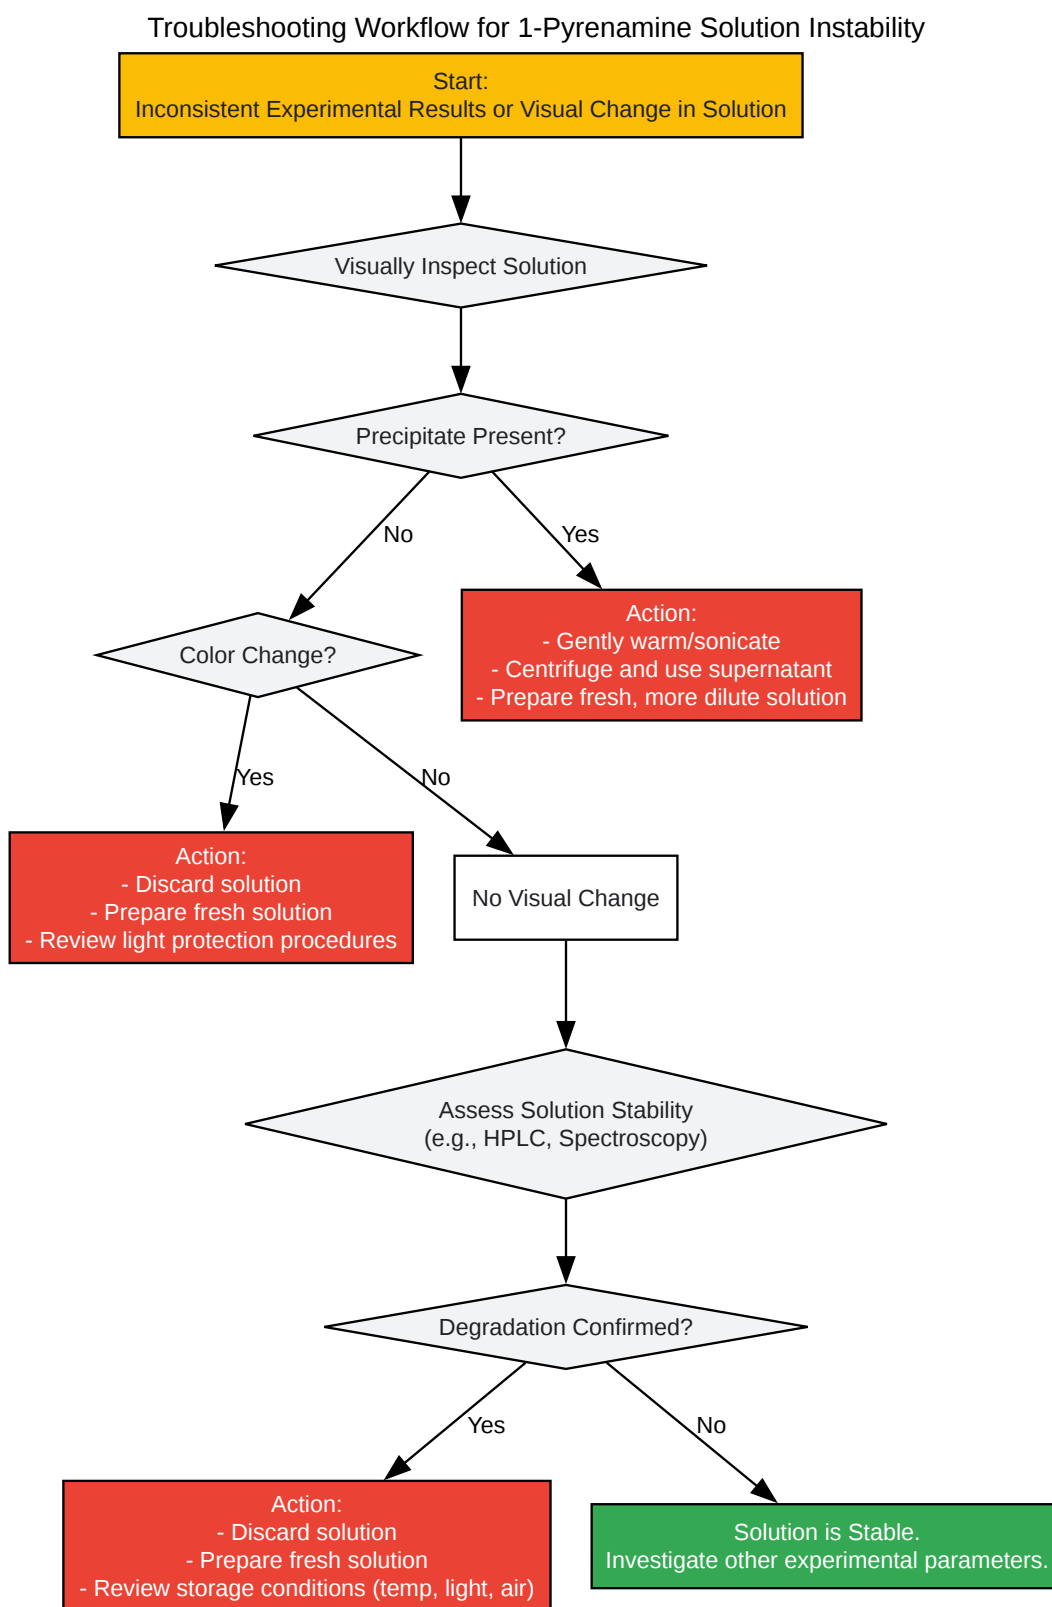 Troubleshooting Workflow for 1-Pyrenamine Solution Instability
Start:
Inconsistent Experimental Results or Visual Change in Solution
Visually Inspect Solution
Precipitate Present?
No
Yes
Action:
- Gently warm/sonicate
- Centrifuge and use supernatant
- Prepare fresh, more dilute solution
Color Change?
Yes
No
Action:
- Discard solution
- Prepare fresh solution
- Review light protection procedures
No Visual Change
Assess Solution Stability
(e.g., HPLC, Spectroscopy)
Degradation Confirmed?
Yes
No
Action:
- Discard solution
- Prepare fresh solution
- Review storage conditions (temp, light, air)
Solution is Stable.
Investigate other experimental parameters.